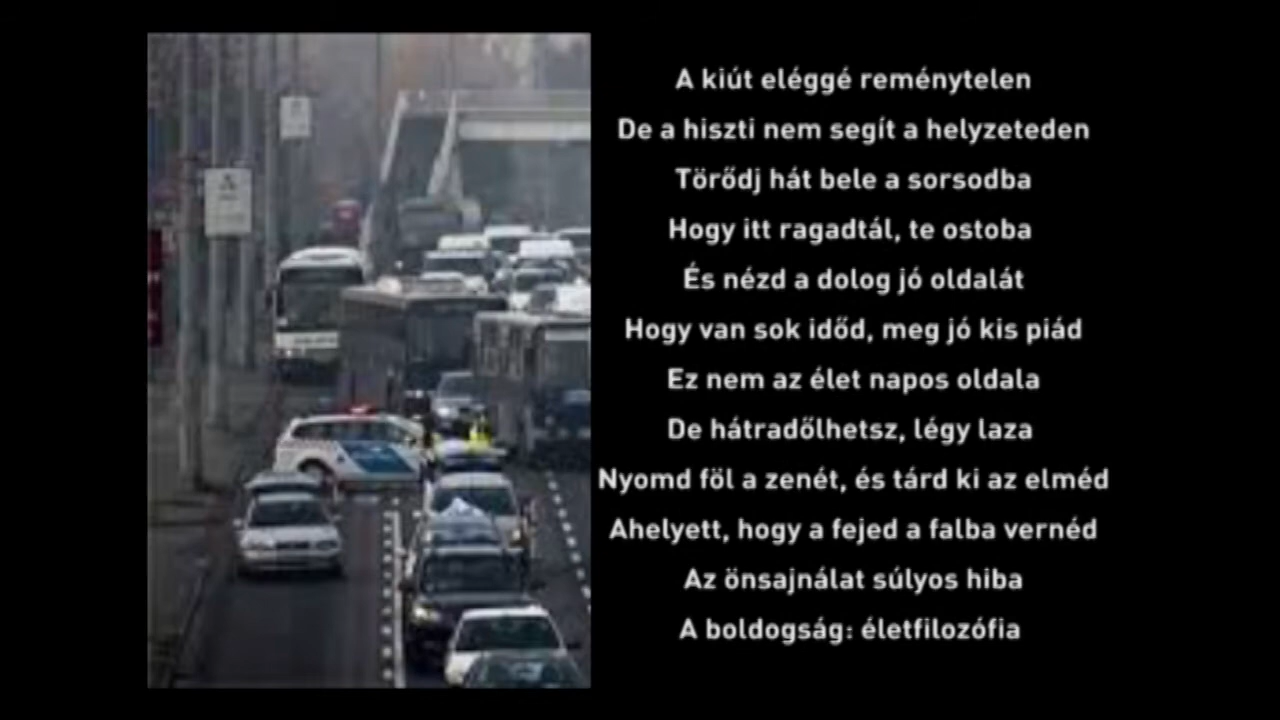 A kiút eléggé reménytelen
De a hiszti nem segít a helyzeteden
Törődj hát bele a sorsodba
Hogy itt ragadtál, te ostoba
És nézd a dolog jó oldalát
Hogy van sok időd, meg jó kis piád
Ez nem az élet napos oldala
De hátradőlhetsz, légy laza
Nyomd föl a zenét, és tárd ki az elméd
Ahelyett, hogy a fejed a falba vernéd
Az önsajnálat súlyos hiba
A boldogság: életfilozófia